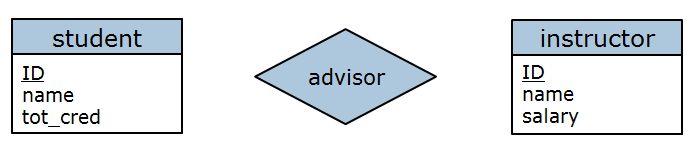 student
ID
name
tot_cred
advisor
instructor
ID
name
salary